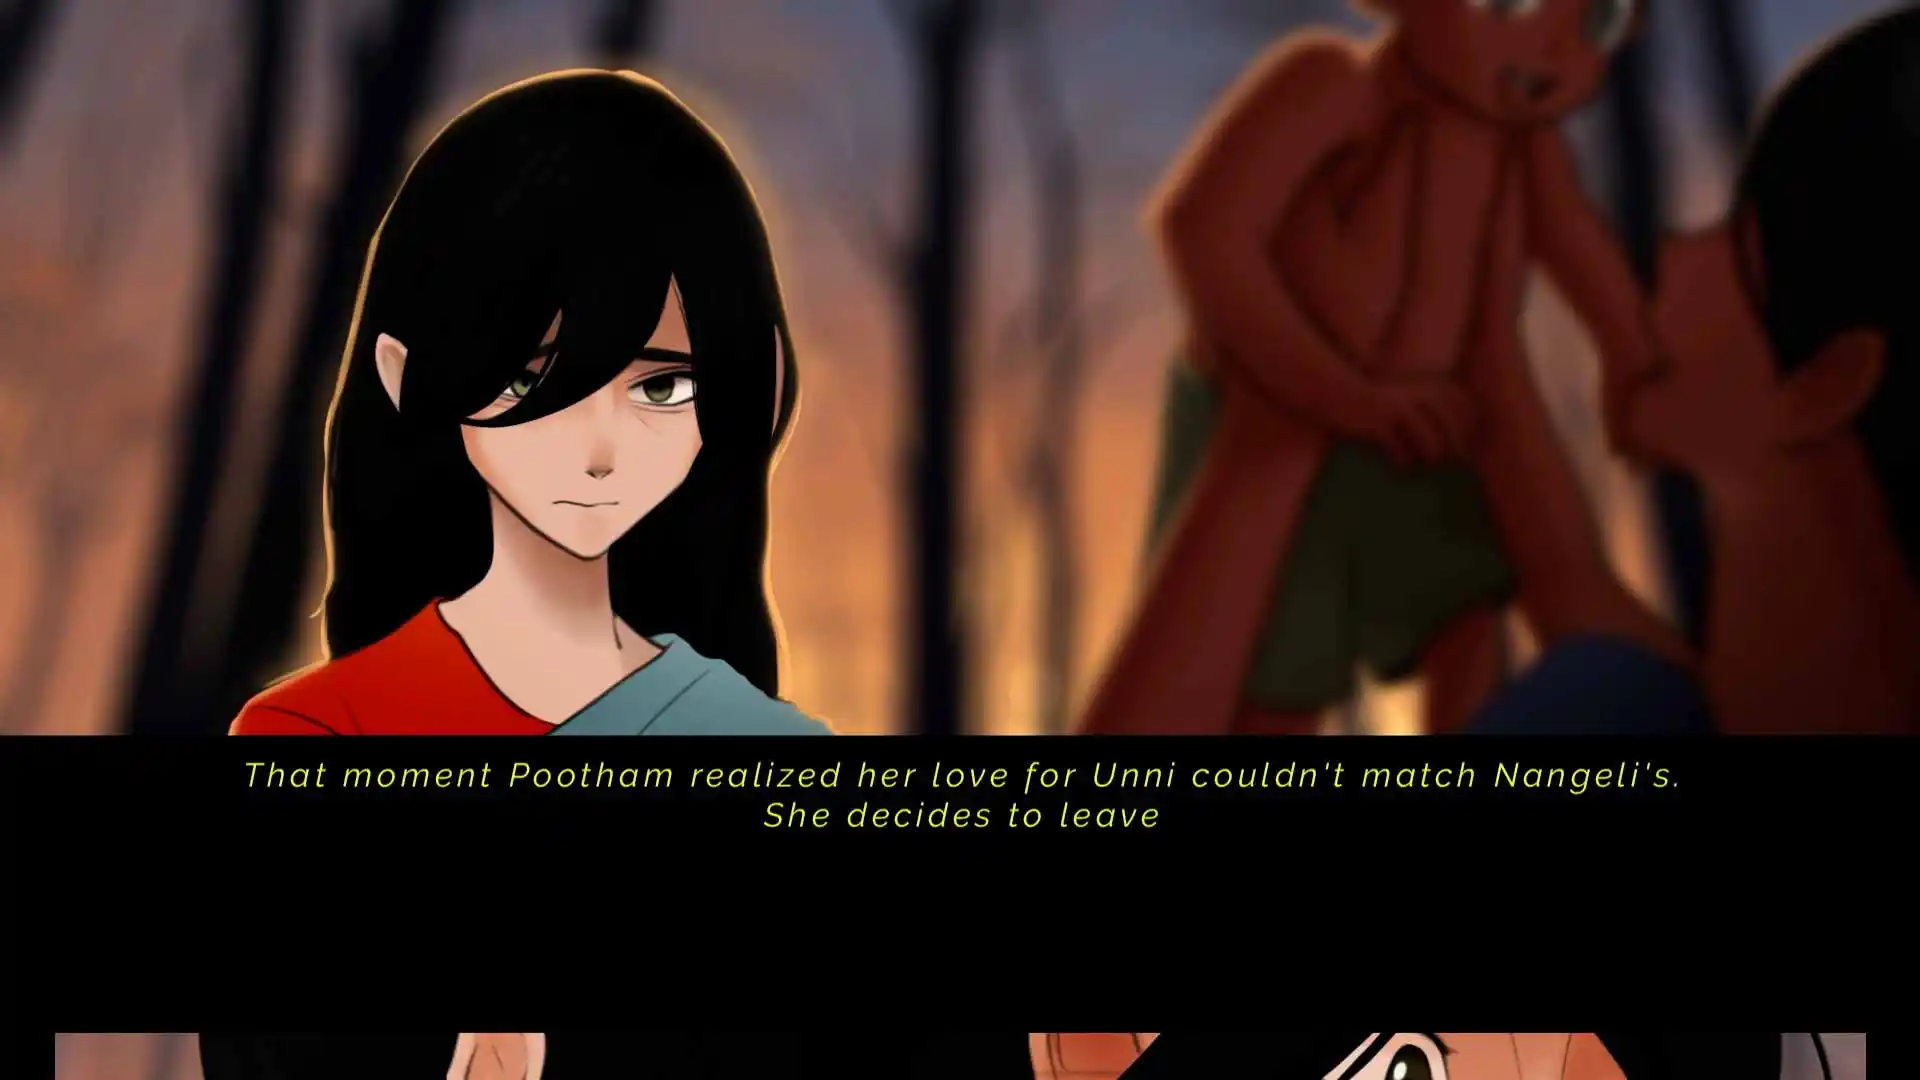 That moment Pootham realized her love for Unni couldn't match Nangeli's.
She decides to leave